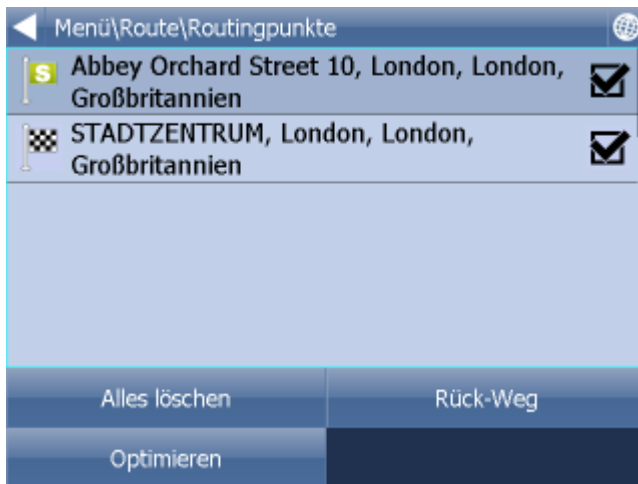 Menü\Route\Routingpunkte
S
Abbey Orchard Street 10, London, London,
Großbritannien
STADTZENTRUM, London, London,
Großbritannien
Alles löschen
Rück-Weg
Optimieren